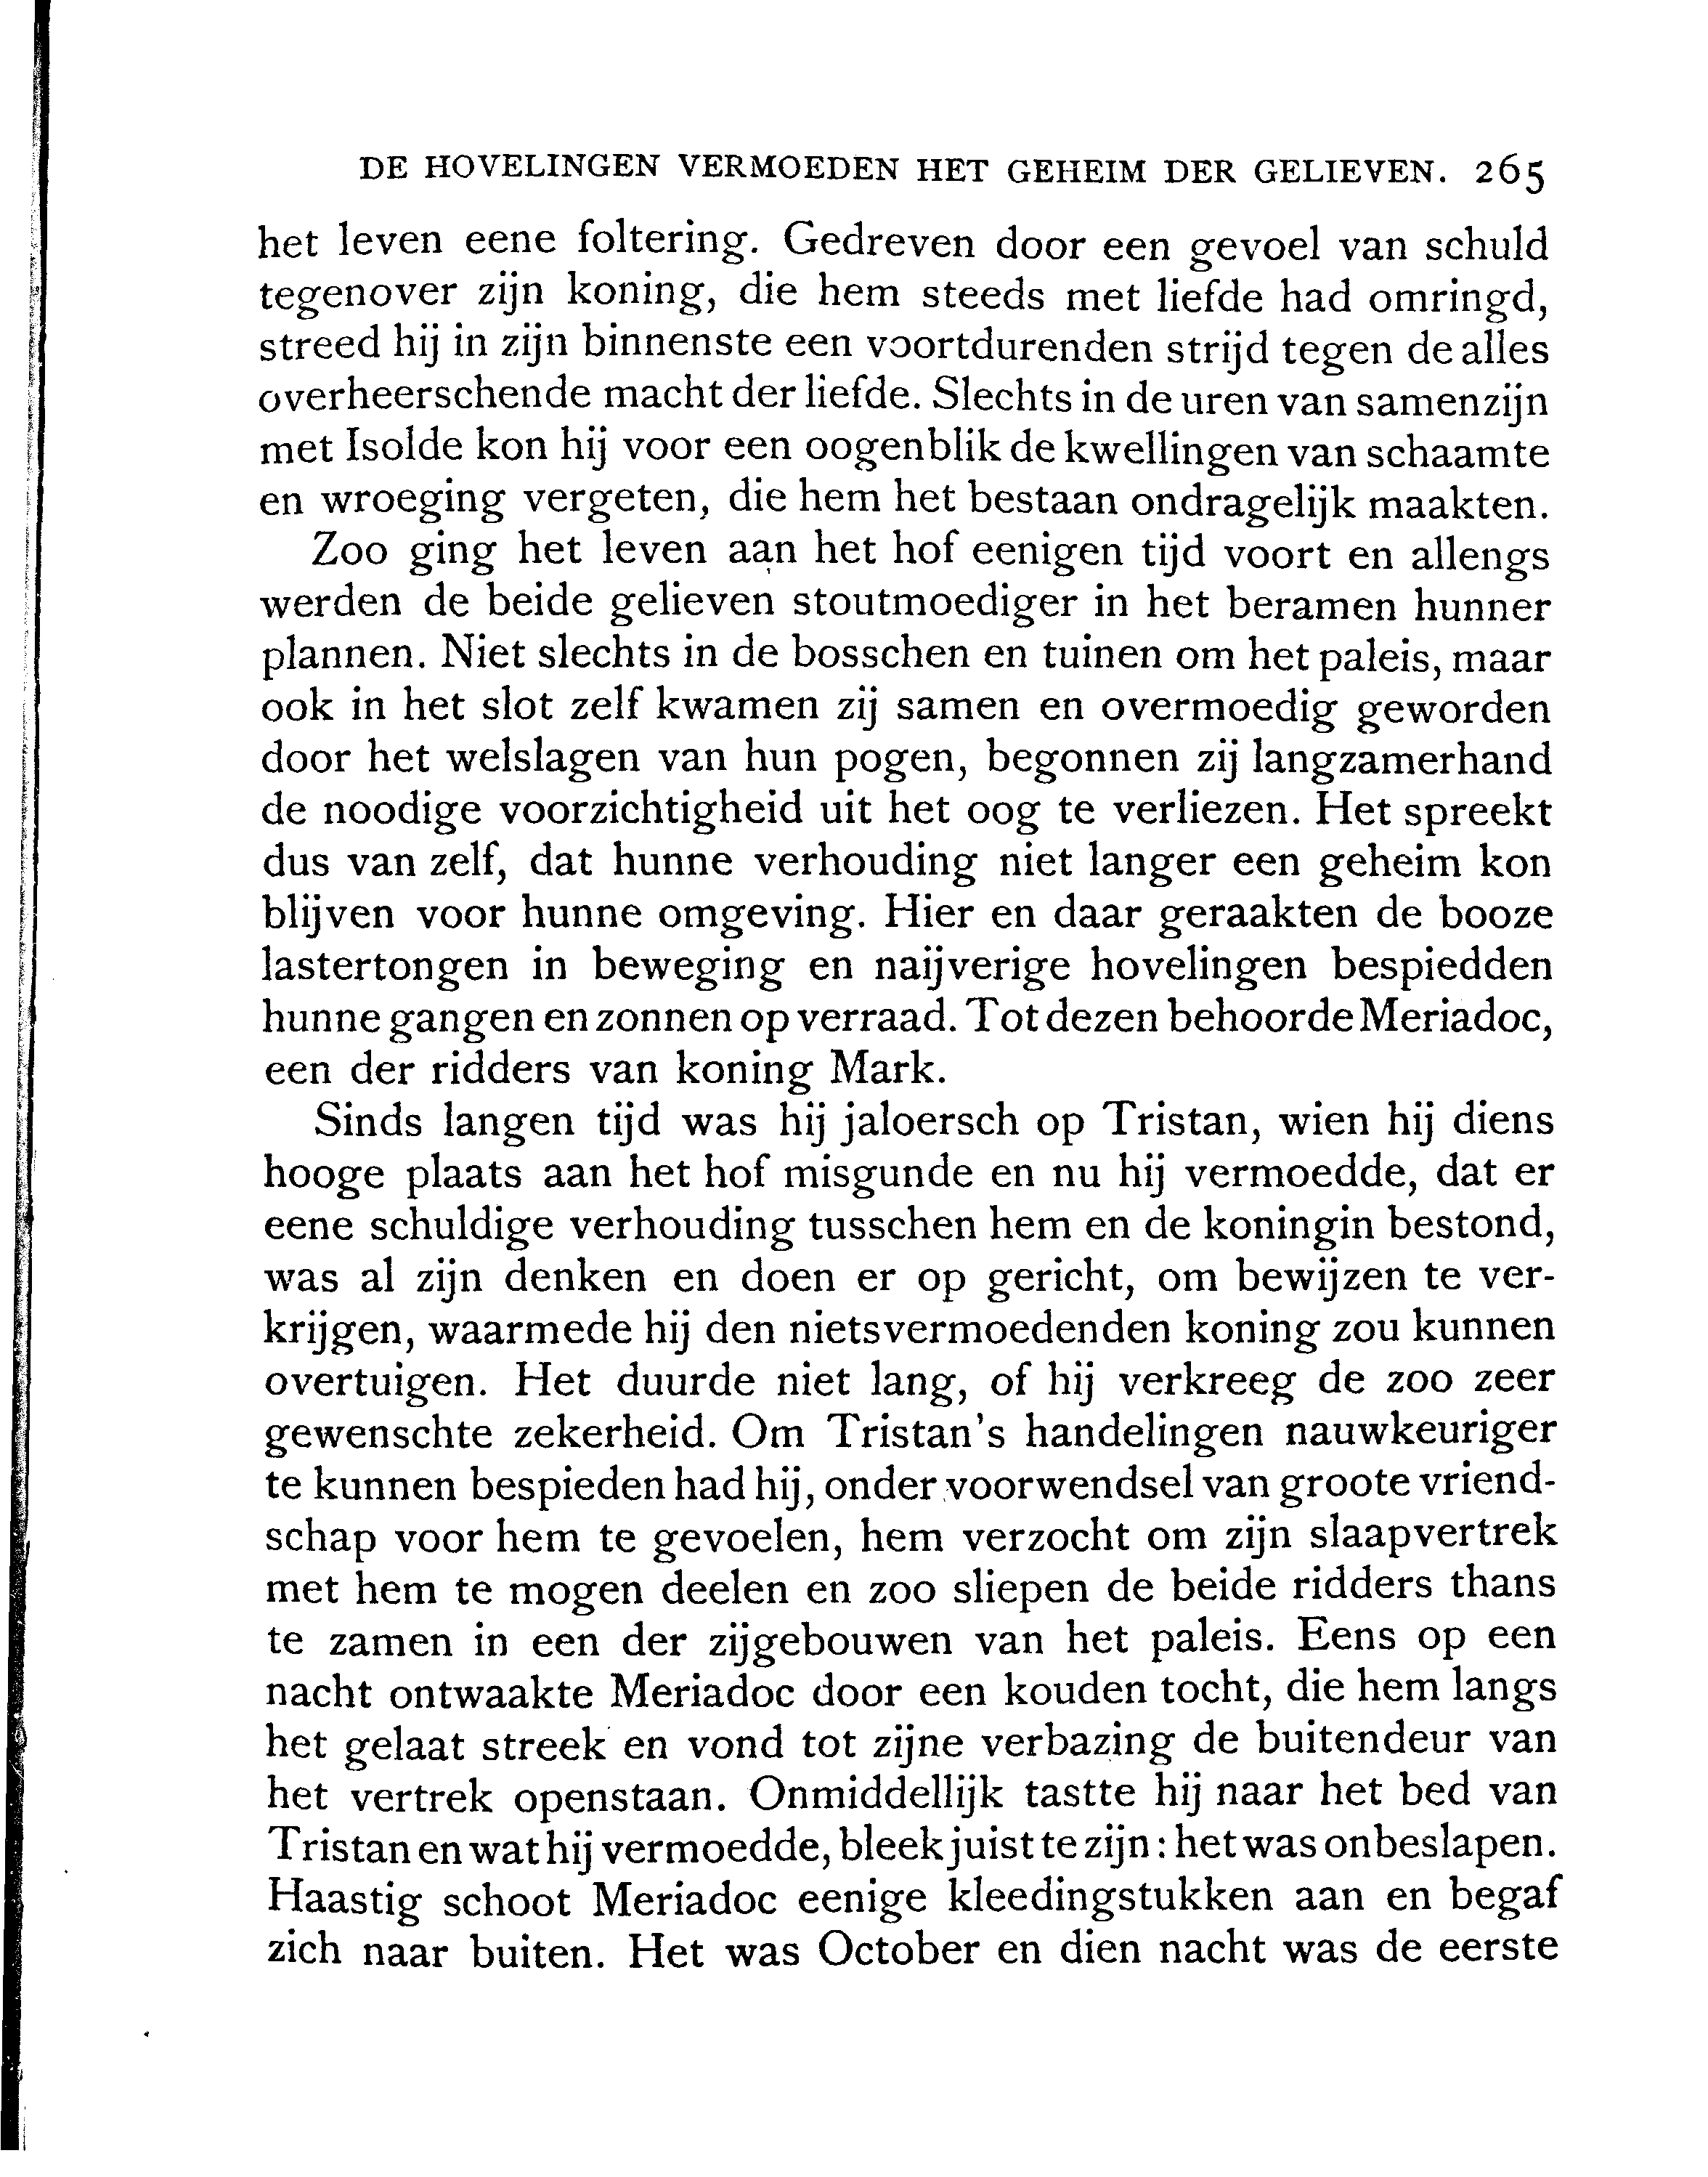 DE HOVELINGEN VERMOEDEN HET GEHEIM DER GELIEVEN. 265
het leven eene foltering. Gedreven door een gevoel van schuld
tegenover zijn koning, die hem steeds met liefde had omringd,
streed hij in zijn binnenste een voortdurenden strijd tegen de alles
overheerschende macht der liefde. Slechts in de uren van samenzijn
met Isolde kon hij voor een oogenblik de kwellingen van schaamte
en wroeging vergeten, die hem het bestaan ondragelijk maakten.
Zoo ging het leven aan het hof eenigen tijd voort en allengs
werden de beide gelieven stoutmoediger in het beramen hunner
plannen. Niet slechts in de bosschen en tuinen om het paleis, maar
ook in het slot zelf kwamen zij samen en overmoedig geworden
door het welslagen van hun pogen, begonnen zij langzamerhand
de noodige voorzichtigheid uit het oog te verliezen. Het spreekt
dus van zelf, dat hunne verhouding niet langer een geheim kon
blijven voor hunne omgeving. Hier en daar geraakten de booze
lastertongen in beweging en naijverige hovelingen bespiedden
hunne gangen en zonnen op verraad. Tot dezen behoorde Meriadoc,
een der ridders van koning Mark.
Sinds langen tijd was hij jaloersch op Tristan, wien hij diens
hooge plaats aan het hof misgunde en nu hij vermoedde, dat er
eene schuldige verhouding tusschen hem en de koningin bestond,
was al zijn denken en doen er op gericht, om bewijzen te ver-
krijgen, waarmede hij den nietsvermoedenden koning zou kunnen
overtuigen. Het duurde niet lang, of hij verkreeg de zoo zeer
gewenschte zekerheid. Om Tristan's handelingen nauwkeuriger
te kunnen bespieden had hij, onder voorwendsel van groote vriend-
schap voor hem te gevoelen, hem verzocht om zijn slaapvertrek
met hem te mogen deelen en zoo sliepen de beide ridders thans
te zamen in een der zijgebouwen van het paleis. Eens op een
nacht ontwaakte Meriadoc door een kouden tocht, die hem langs
het gelaat streek en vond tot zijne verbazing de buitendeur van
het vertrek openstaan. Onmiddellijk tastte hij naar het bed van
Tristan en wat hij vermoedde, bleek juist te zijn: het was onbeslapen.
Haastig schoot Meriadoc eenige kleedingstukken aan en begaf
zich naar buiten. Het was October en dien nacht was de eerste